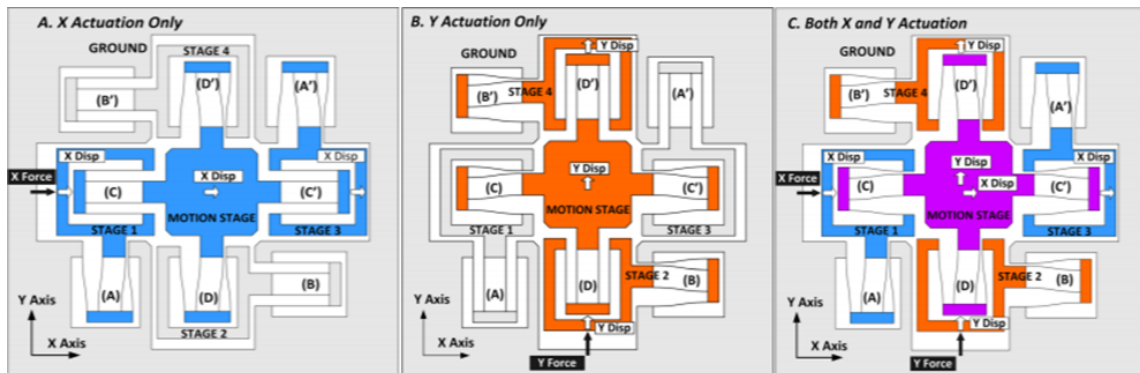 A. X Actuation Only
GROUND
STAGE 4
(B')
(D')
(A')
X Disp
X Disp
X Force
(C)
X Disp
(C')
MOTION STAGE
STAGE 1
STAGE 3
(A)
(D)
(B)
Y Axis
STAGE 2
X Axis
B. Y Actuation Only
GROUND
Y Disp
(B')
STAGE 4
(D')
(A')
Y Disp
(C)
(C')
MOTION STAGE
STAGE 1
STAGE 3
STAGE 2
(A)
(D)
(B)
Y Axis
Y Disp
X Axis
Y Force
C. Both X and Y Actuation
GROUND
Y Disp
(B')
STAGE 4
(D')
(A')
X Disp
Y Disp
X Disp
X Force
(C)
X Disp
(C')
MOTION STAGE
STAGE 1
STAGE 3
STAGE 2
(A)
(D)
(B)
Y Axis
Y Disp
X Axis
Y Force